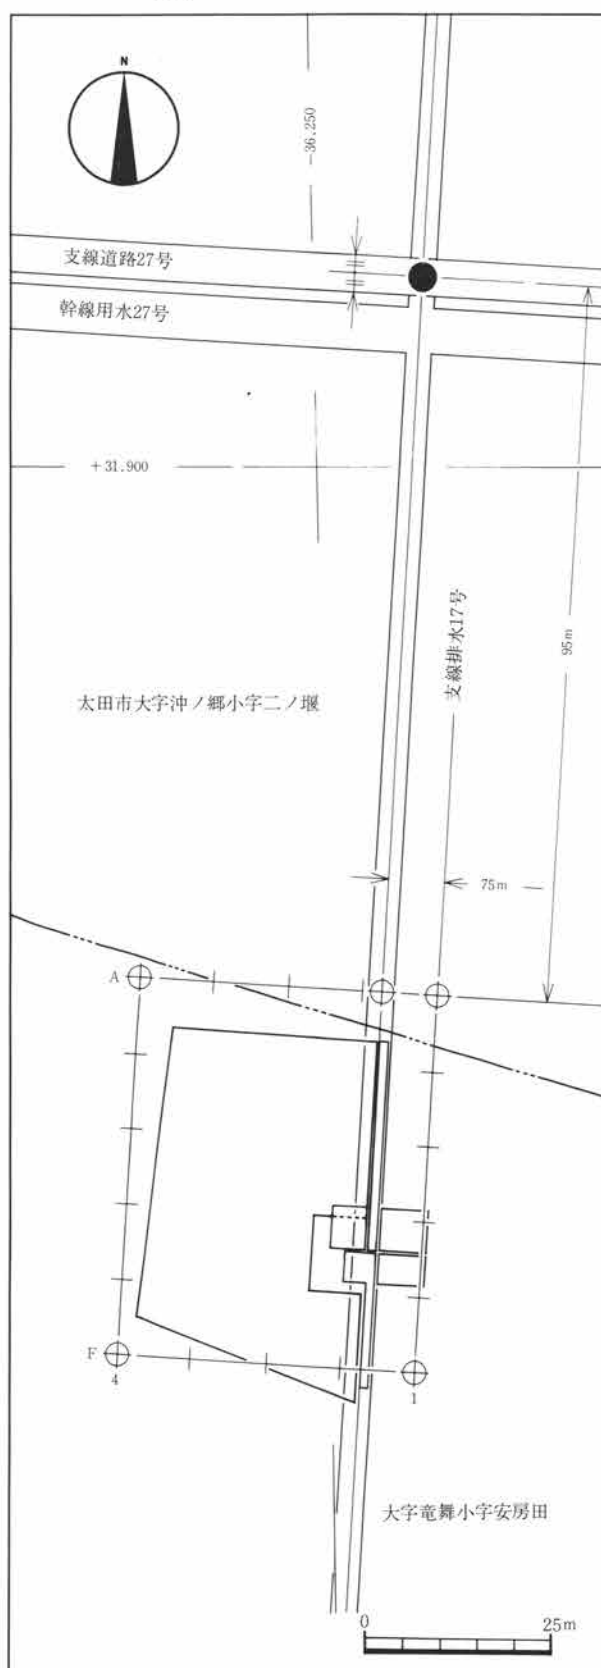 N
-36.250
支線道路27号
幹線用水27号
+31.900
支線排水17号
95m
太田市大字沖ノ郷小字二ノ堰
75m
A
F
4
1
大字竜舞小字安房田
0 25m